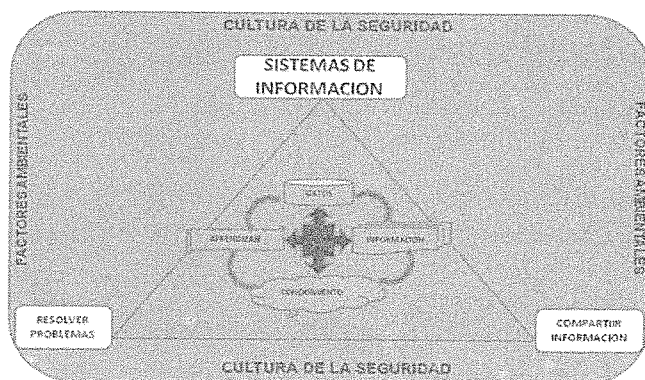 CULTURA DE LA SEGURIDAD
SISTEMAS DE
INFORMACION
FACTORES AMBIENTALES
FACTORES AMBIENTALES
DATOS
APRENDIZAJE
INFORMACION
CONOCIMIENTO
RESOLVER
PROBLEMAS
COMPARTIR
INFORMACION
CULTURA DE LA SEGURIDAD